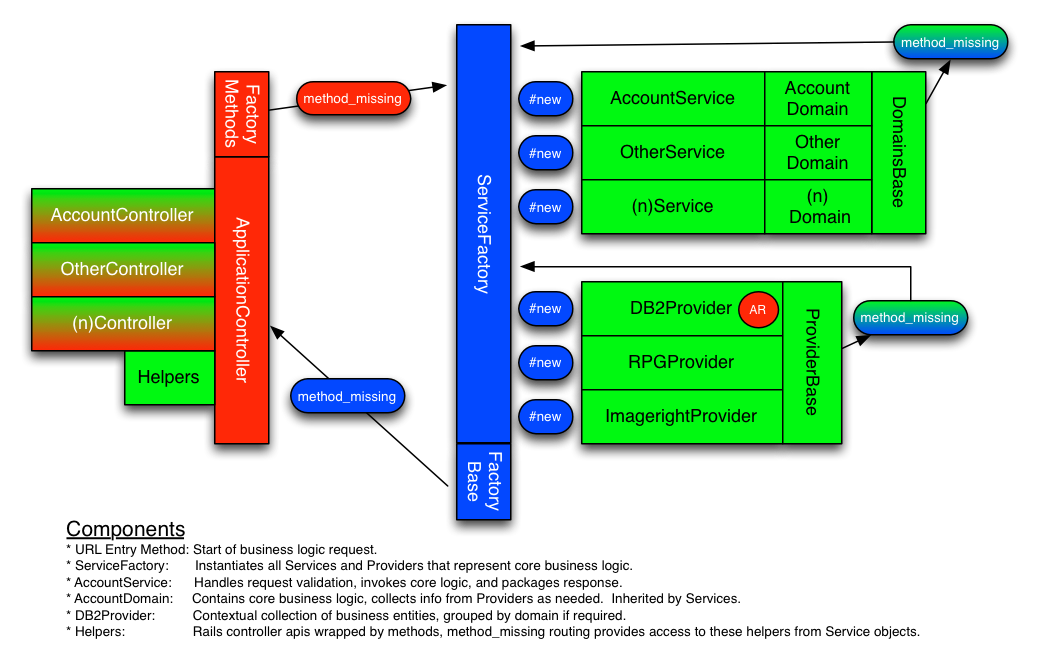 method_missing
Factory
Methods
method_missing
#new
AccountService
Account
Domain
DomainsBase
#new
OtherService
Other
Domain
ServiceFactory
#new
(n)Service
(n)
Domain
AccountController
ApplicationController
OtherController
(n)Controller
Helpers
method_missing
#new
DB2Provider
AR
ProviderBase
method_missing
#new
RPGProvider
#new
ImagerightProvider
Factory
Base
Components
* URL Entry Method: Start of business logic request.
* ServiceFactory: Instantiates all Services and Providers that represent core business logic.
* AccountService: Handles request validation, invokes core logic, and packages response.
* AccountDomain: Contains core business logic, collects info from Providers as needed. Inherited by Services.
* DB2Provider: Contextual collection of business entities, grouped by domain if required.
* Helpers: Rails controller apis wrapped by methods, method_missing routing provides access to these helpers from Service objects.